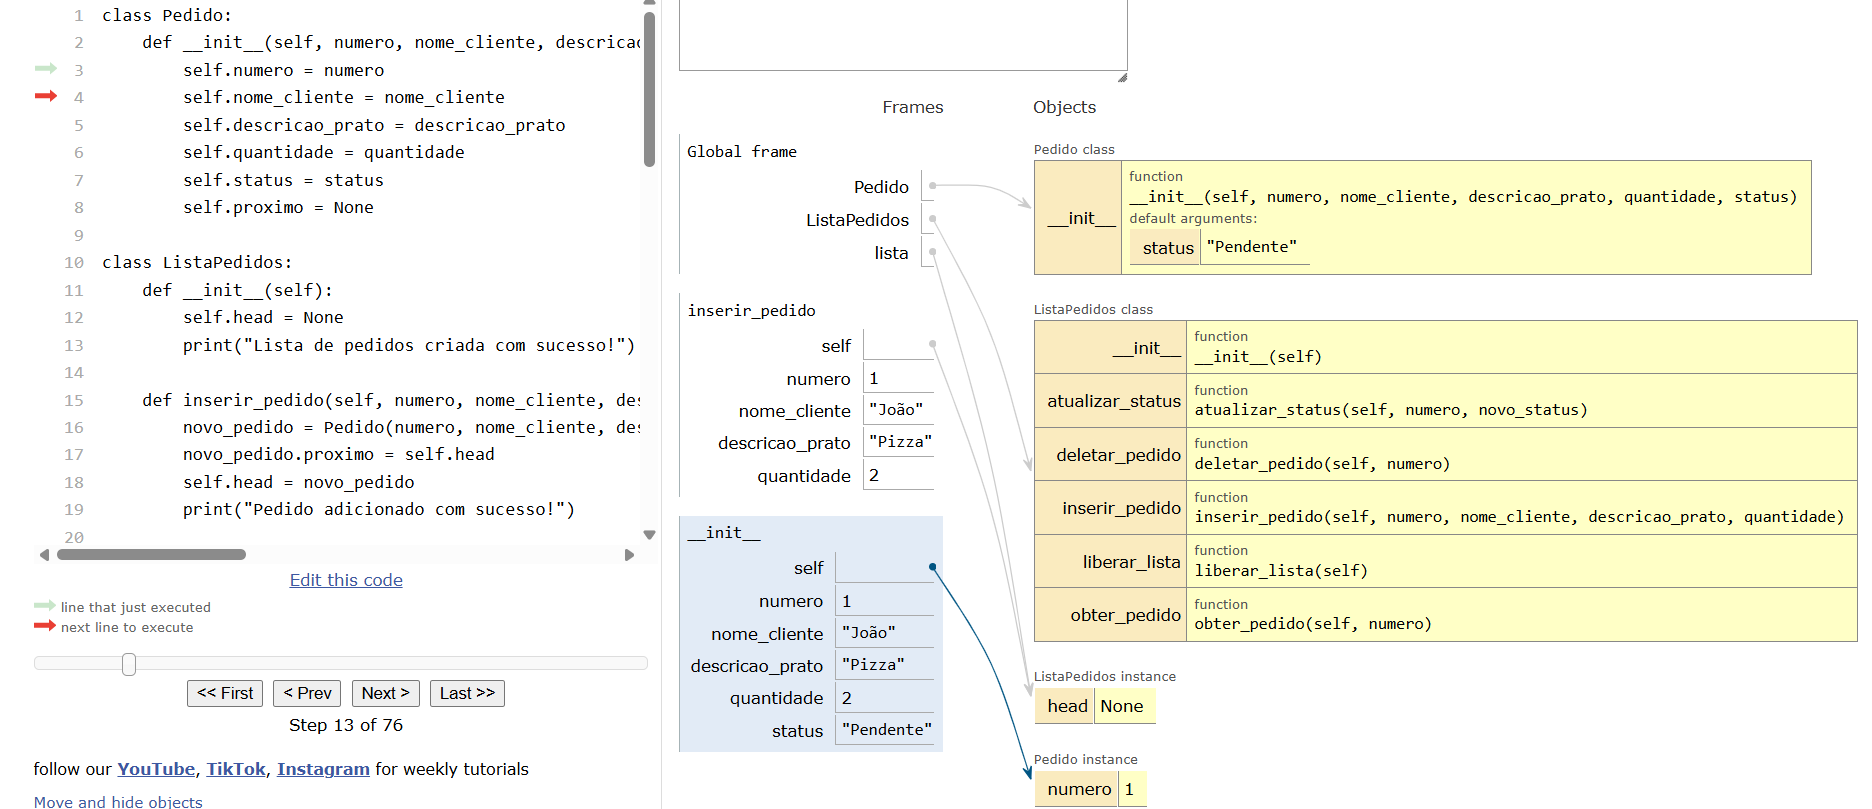 1 class Pedido:
2 def __init__(self, numero, nome_cliente, descricao
3 self.numero = numero
4 self.nome_cliente = nome_cliente
5 self.descricao_prato = descricao_prato
6 self.quantidade = quantidade
7 self.status = status
8 self.proximo = None
9
10 class ListaPedidos:
11 def __init__(self):
12 self.head = None
13 print("Lista de pedidos criada com sucesso!")
14
15 def inserir_pedido(self, numero, nome_cliente, des
16 novo_pedido = Pedido(numero, nome_cliente, des
17 novo_pedido.proximo = self.head
18 self.head = novo_pedido
19 print("Pedido adicionado com sucesso!")
20
Edit this code
line that just executed
next line to execute
<< First < Prev Next > Last >>
Step 13 of 76
follow our YouTube, TikTok, Instagram for weekly tutorials
Move and hide objects
Frames
Global frame
Pedido
ListaPedidos
lista
inserir_pedido
self
numero 1
nome_cliente "João"
descricao_prato "Pizza"
quantidade 2
__init__
self
numero 1
nome_cliente "João"
descricao_prato "Pizza"
quantidade 2
status "Pendente"
Objects
Pedido class
function
__init__ __init__(self, numero, nome_cliente, descricao_prato, quantidade, status)
default arguments:
status "Pendente"
ListaPedidos class
function
__init__ __init__(self)
function
atualizar_status atualizar_status(self, numero, novo_status)
function
deletar_pedido deletar_pedido(self, numero)
function
inserir_pedido inserir_pedido(self, numero, nome_cliente, descricao_prato, quantidade)
function
liberar_lista liberar_lista(self)
function
obter_pedido obter_pedido(self, numero)
ListaPedidos instance
head None
Pedido instance
numero 1